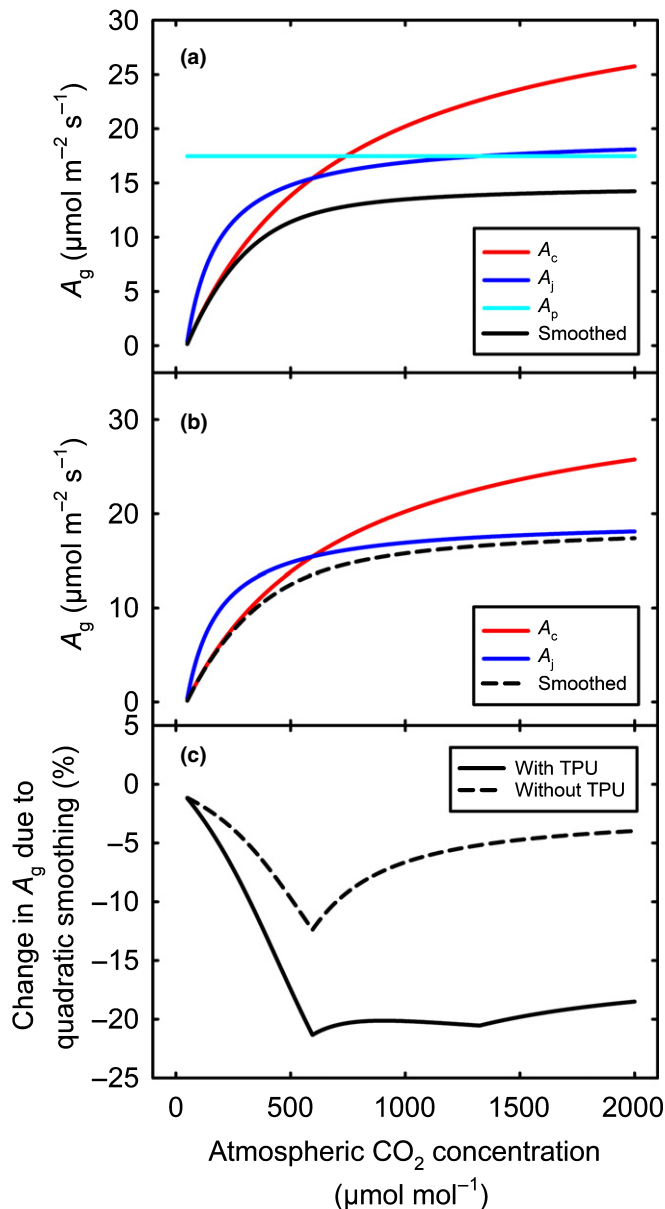 (a)
30
25
20
15
10
5
0
A_g (µmol m⁻² s⁻¹)
A_c
A_j
A_p
Smoothed
(b)
30
20
10
0
A_g (µmol m⁻² s⁻¹)
A_c
A_j
Smoothed
(c)
5
0
−5
−10
−15
−20
−25
Change in A_g due to
quadratic smoothing (%)
With TPU
Without TPU
0 500 1000 1500 2000
Atmospheric CO₂ concentration
(µmol mol⁻¹)